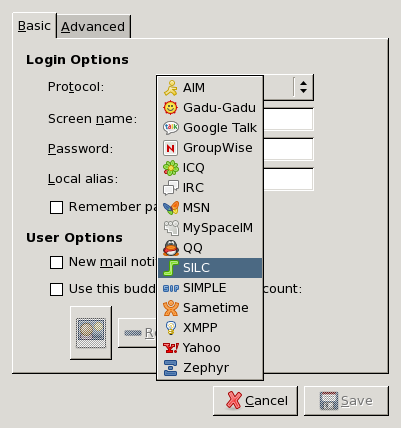 Basic
Advanced
Login Options
Protocol:
AIM
Gadu-Gadu
Screen name:
Google Talk
Password:
GroupWise
ICQ
Local alias:
IRC
Remember pa
MSN
MySpaceIM
User Options
QQ
New mail noti
SILC
Use this budd
SIMPLE
count:
Sametime
XMPP
Yahoo
Zephyr
Cancel
Save